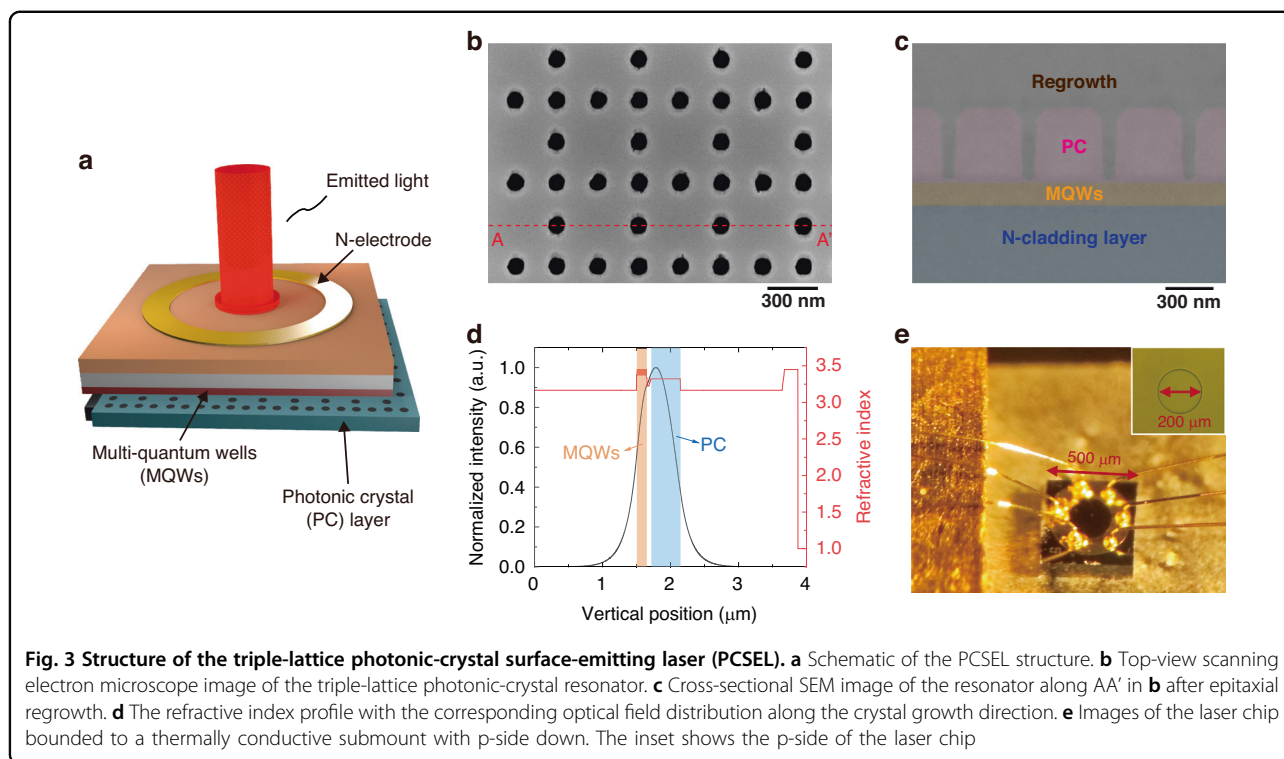 a
Emitted light
N-electrode
Multi-quantum wells
(MQWs)
Photonic crystal
(PC) layer
b
A
A'
300 nm
c
Regrowth
PC
MQWs
N-cladding layer
300 nm
d
Normalized intensity (a.u.)
1.0
0.8
0.6
0.4
0.2
0.0
MQWs
PC
3.5
3.0
2.5
2.0
1.5
1.0
Refractive index
0
1
2
3
4
Vertical position (μm)
e
200 μm
500 μm
Fig. 3 Structure of the triple-lattice photonic-crystal surface-emitting laser (PCSEL). a Schematic of the PCSEL structure. b Top-view scanning
electron microscope image of the triple-lattice photonic-crystal resonator. c Cross-sectional SEM image of the resonator along AA’ in b after epitaxial
regrowth. d The refractive index profile with the corresponding optical field distribution along the crystal growth direction. e Images of the laser chip
bounded to a thermally conductive submount with p-side down. The inset shows the p-side of the laser chip